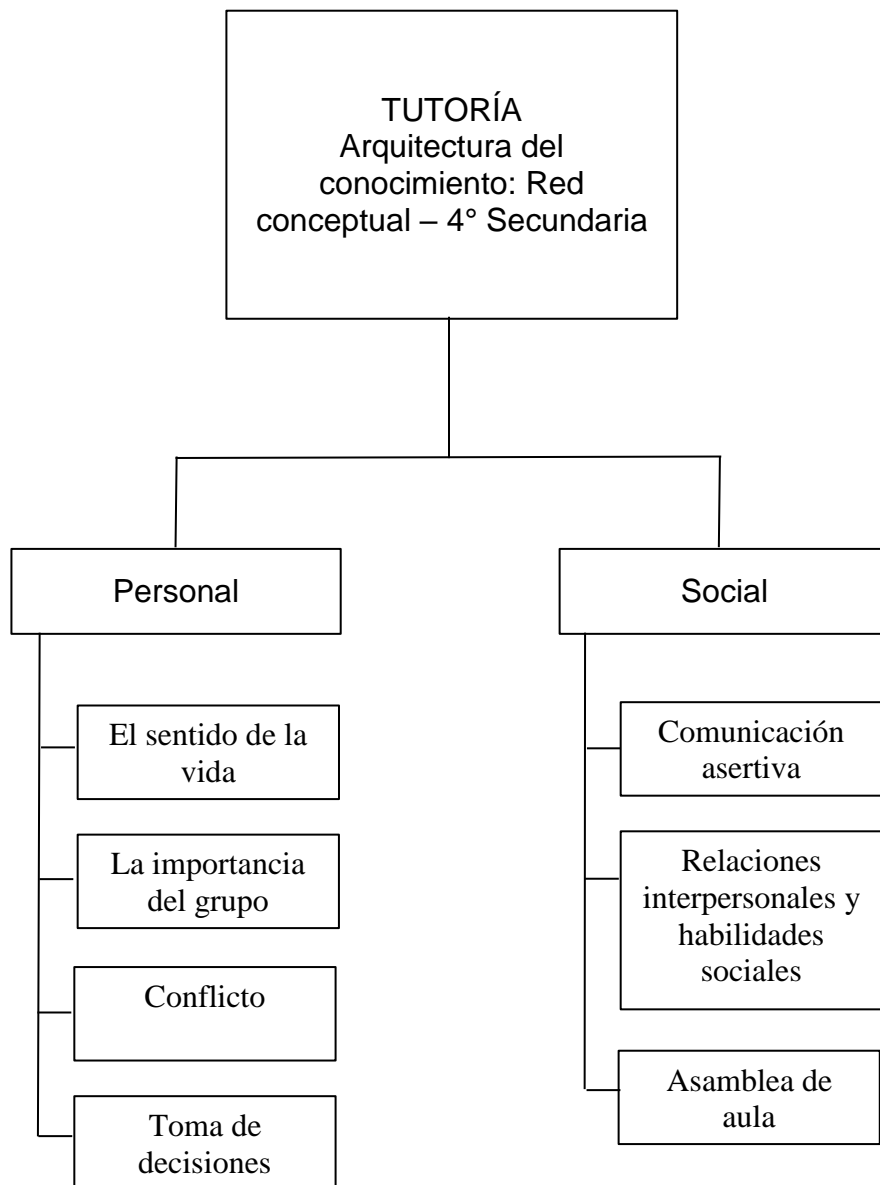 TUTORÍA
Arquitectura del
conocimiento: Red
conceptual – 4° Secundaria
Personal
El sentido de la
vida
La importancia
del grupo
Conflicto
Toma de
decisiones
Social
Comunicación
asertiva
Relaciones
interpersonales y
habilidades
sociales
Asamblea de
aula